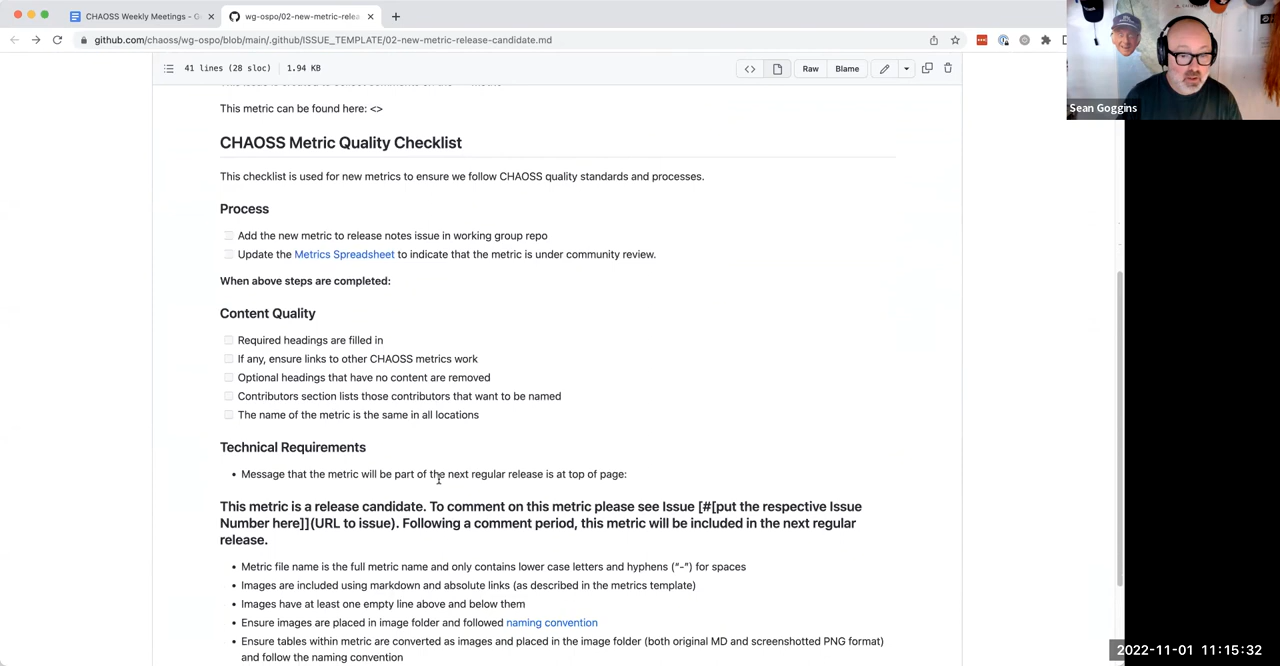 CHAOSS Weekly Meetings - G
wg-ospo/02-new-metric-relea
github.com/chaoss/wg-ospo/blob/main/.github/ISSUE_TEMPLATE/02-new-metric-release-candidate.md
41 lines (28 sloc) 1.94 KB
Raw
Blame
Sean Goggins
This metric can be found here: <>
CHAOSS Metric Quality Checklist
This checklist is used for new metrics to ensure we follow CHAOSS quality standards and processes.
Process
Add the new metric to release notes issue in working group repo
Update the Metrics Spreadsheet to indicate that the metric is under community review.
When above steps are completed:
Content Quality
Required headings are filled in
If any, ensure links to other CHAOSS metrics work
Optional headings that have no content are removed
Contributors section lists those contributors that want to be named
The name of the metric is the same in all locations
Technical Requirements
• Message that the metric will be part of the next regular release is at top of page:
This metric is a release candidate. To comment on this metric please see Issue [#[put the respective Issue
Number here]](URL to issue). Following a comment period, this metric will be included in the next regular
release.
• Metric file name is the full metric name and only contains lower case letters and hyphens (“-”) for spaces
• Images are included using markdown and absolute links (as described in the metrics template)
• Images have at least one empty line above and below them
• Ensure images are placed in image folder and followed naming convention
• Ensure tables within metric are converted as images and placed in the image folder (both original MD and screenshotted PNG format)
and follow the naming convention
2022-11-01 11:15:32